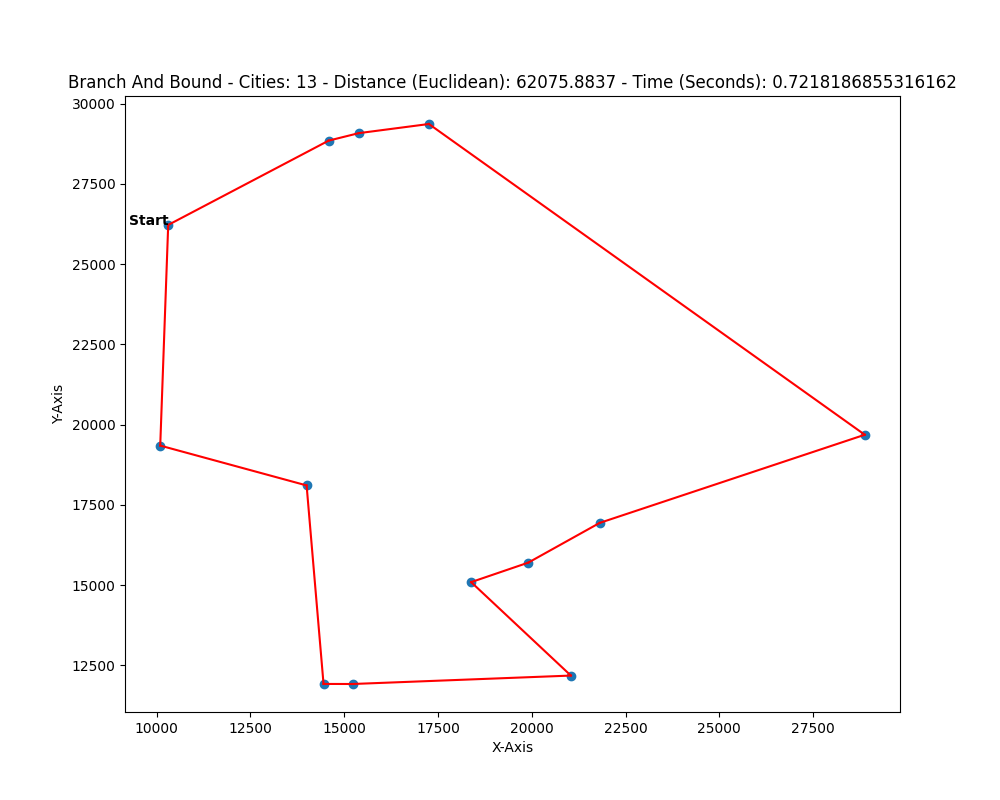 Branch And Bound - Cities: 13 - Distance (Euclidean): 62075.8837 - Time (Seconds): 0.7218186855316162
30000
27500
Start
25000
22500
Y-Axis
20000
17500
15000
12500
10000 12500 15000 17500 20000 22500 25000 27500
X-Axis